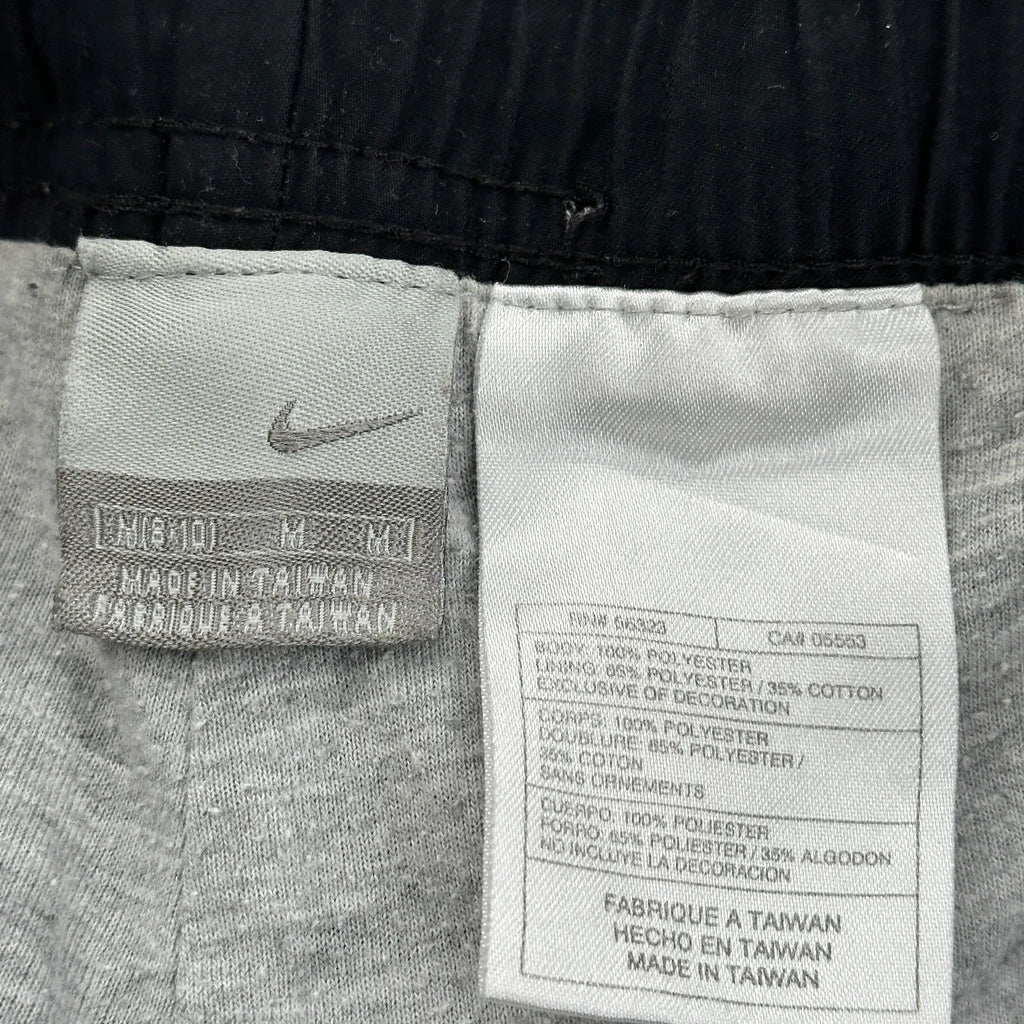 M(8-10) M M
MADE IN TAIWAN
FABRIQUE A TAIWAN
RN# 56323 CA# 05553
BODY: 100% POLYESTER
LINING: 65% POLYESTER / 35% COTTON
EXCLUSIVE OF DECORATION
CORPS: 100% POLYESTER
DOUBLURE: 65% POLYESTER /
35% COTON
SANS ORNEMENTS
CUERPO: 100% POLIESTER
FORRO: 65% POLIESTER / 35% ALGODON
NO INCLUYE LA DECORACION
FABRIQUE A TAIWAN
HECHO EN TAIWAN
MADE IN TAIWAN